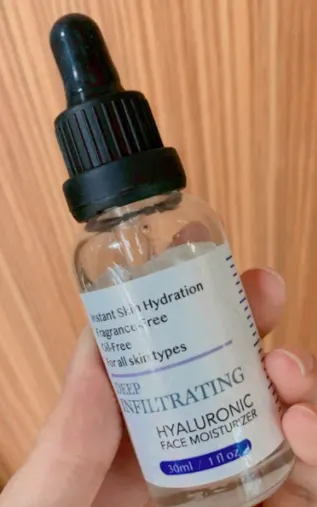 Instant Skin Hydration
Fragrance-Free
Oil-Free
For all skin types
DEEP
INFILTRATING
HYALURONIC
FACE MOISTURIZER
30ml / 1 fl oz